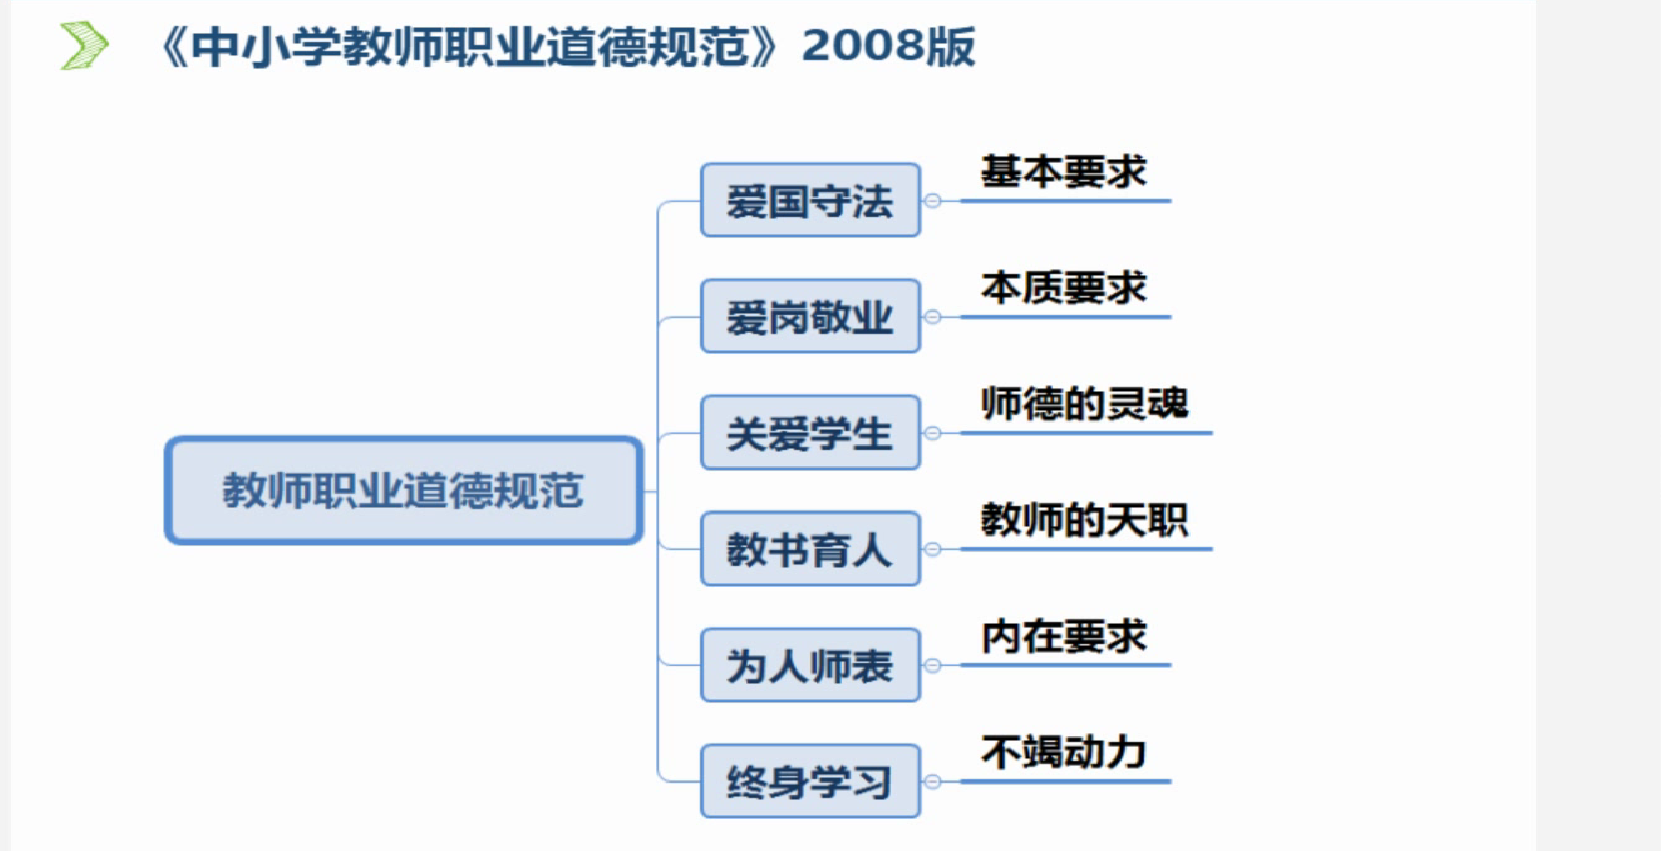 《中小学教师职业道德规范》2008版
基本要求
爱国守法
本质要求
爱岗敬业
师德的灵魂
关爱学生
教师职业道德规范
教师的天职
教书育人
内在要求
为人师表
不竭动力
终身学习